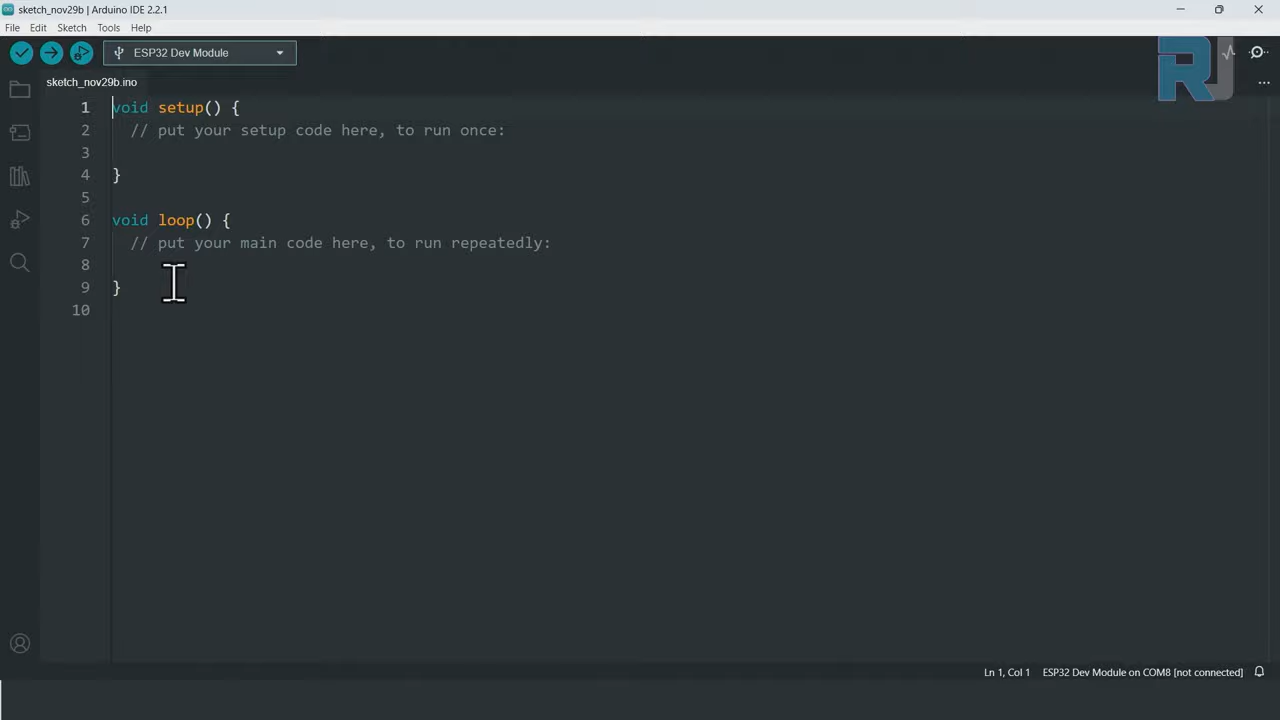 sketch_nov29b | Arduino IDE 2.2.1
File Edit Sketch Tools Help
ESP32 Dev Module
RJ
sketch_nov29b.ino
1 void setup() {
2 // put your setup code here, to run once:
3
4 }
5
6 void loop() {
7 // put your main code here, to run repeatedly:
8
9 }
10
Ln 1, Col 1 ESP32 Dev Module on COM8 [not connected]